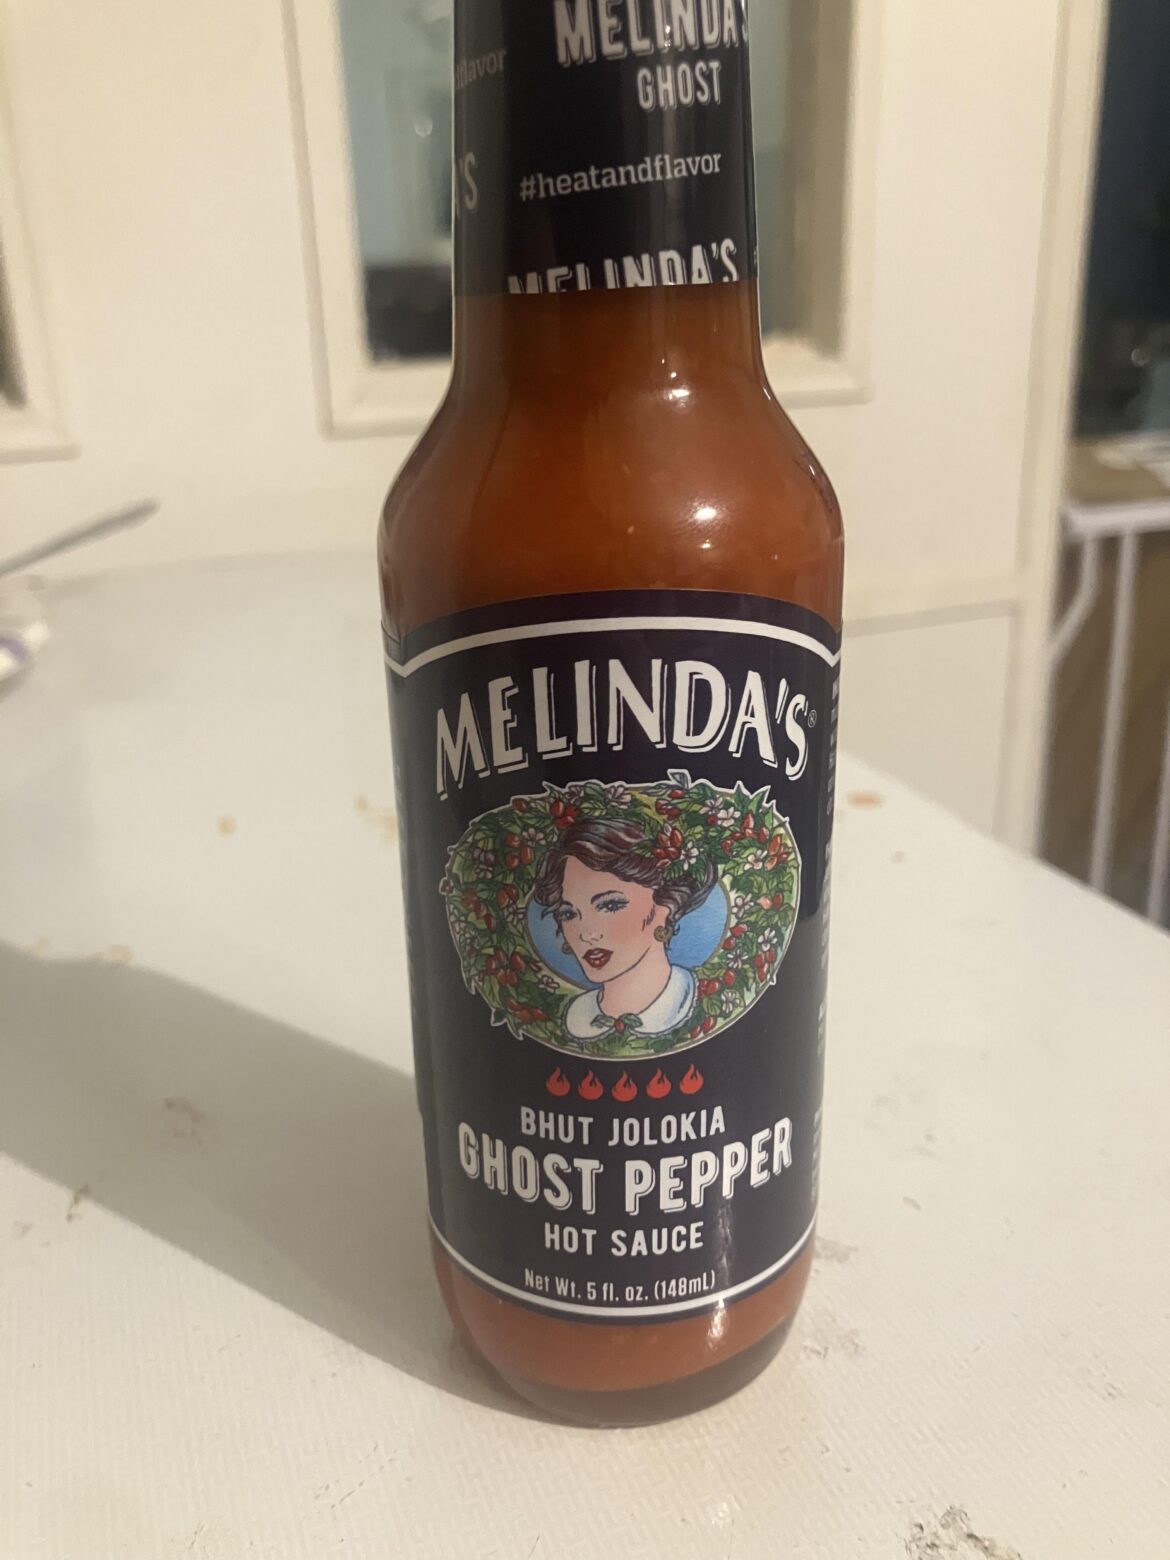 MELINDA'S
GHOST
#heatandflavor
MELINDA'S
MELINDA'S®
BHUT JOLOKIA
GHOST PEPPER
HOT SAUCE
Net Wt. 5 fl. oz. (148mL)